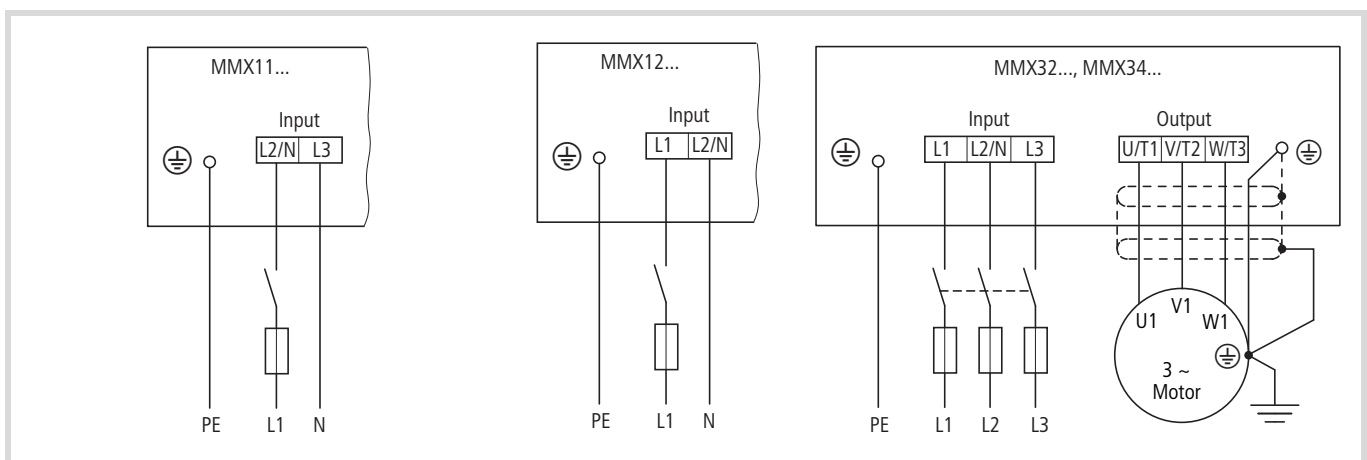 MMX11...
Input
L2/N L3
PE L1 N
MMX12...
Input
L1 L2/N
PE L1 N
MMX32..., MMX34...
Input Output
L1 L2/N L3 U/T1 V/T2 W/T3
U1 V1 W1
3 ~
Motor
PE L1 L2 L3